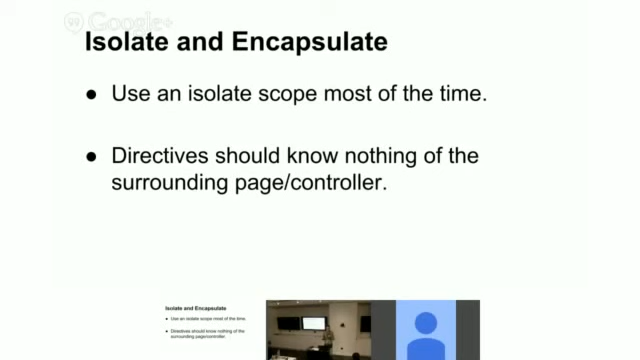 Google+
Isolate and Encapsulate
● Use an isolate scope most of the time.
● Directives should know nothing of the
surrounding page/controller.
Isolate and Encapsulate
● Use an isolate scope most of the time.
● Directives should know nothing of the
surrounding page/controller.